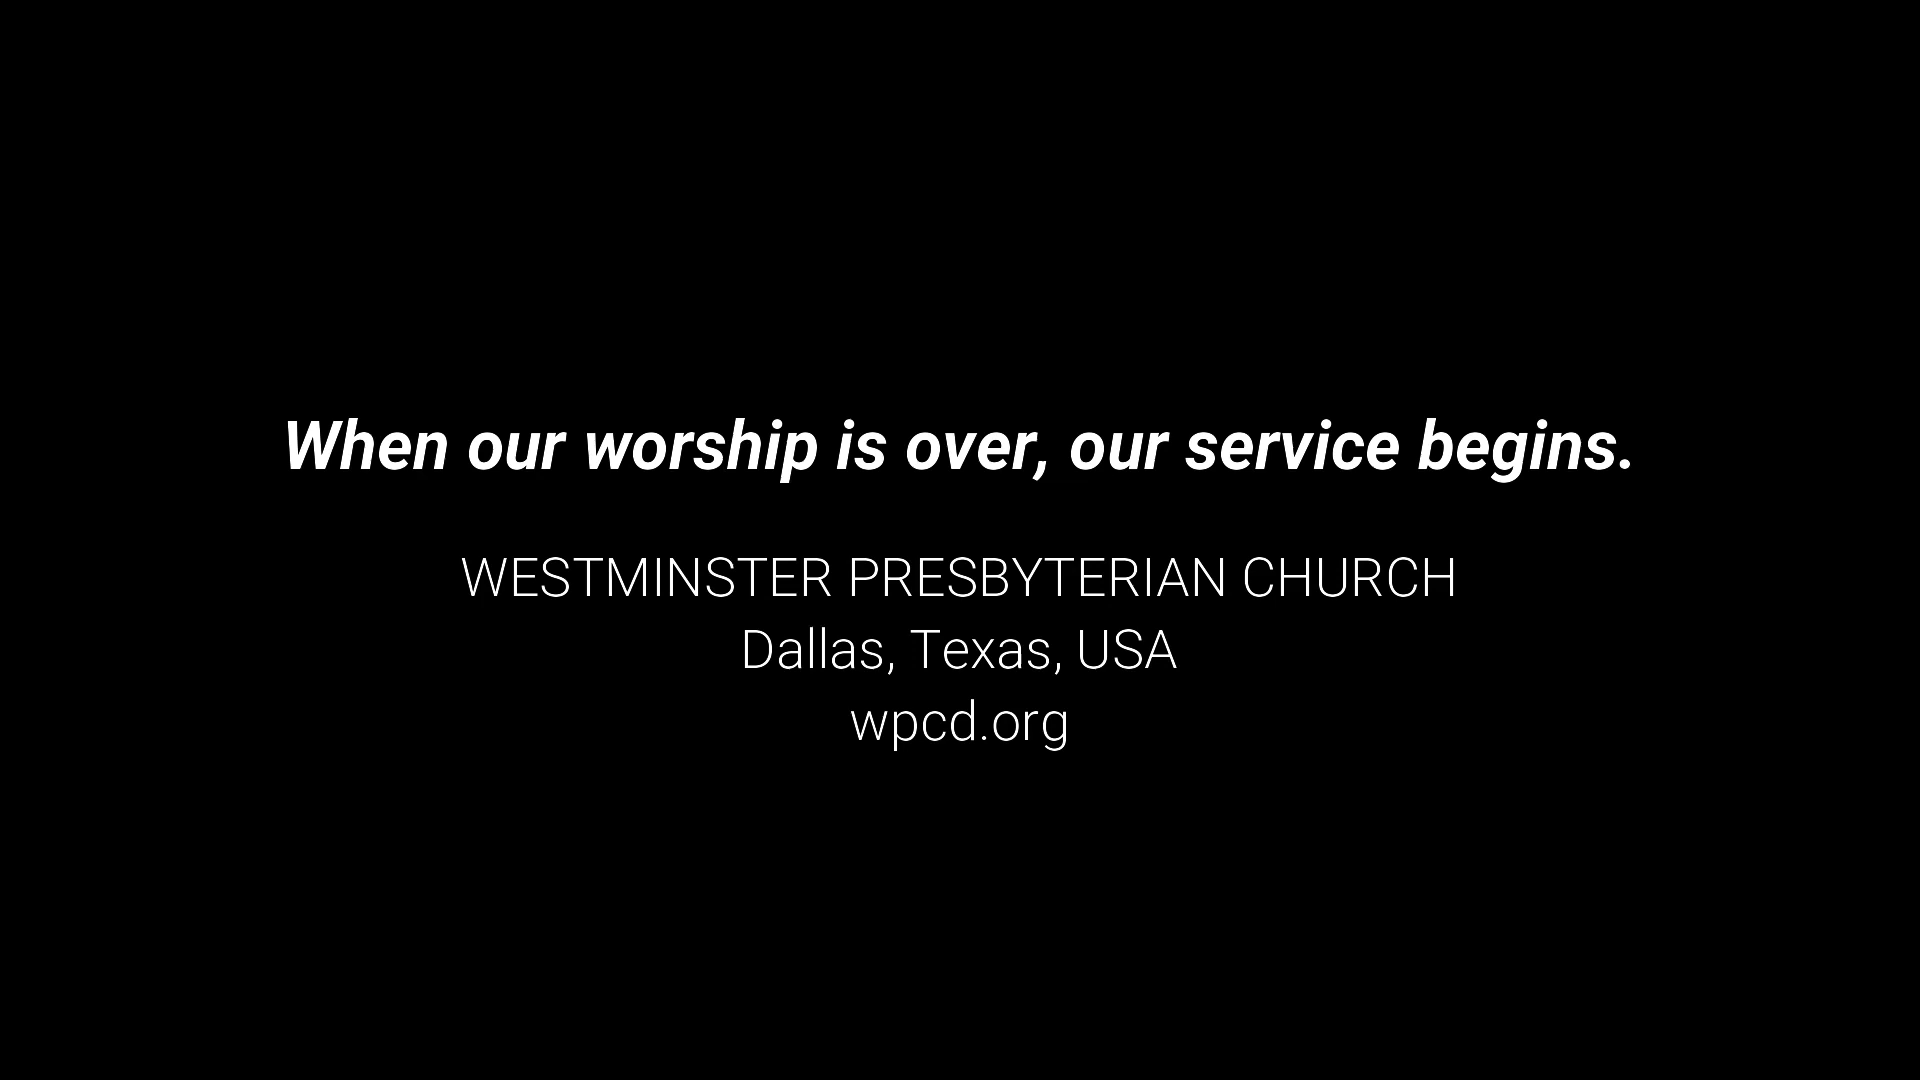 When our worship is over, our service begins.
WESTMINSTER PRESBYTERIAN CHURCH
Dallas, Texas, USA
wpcd.org